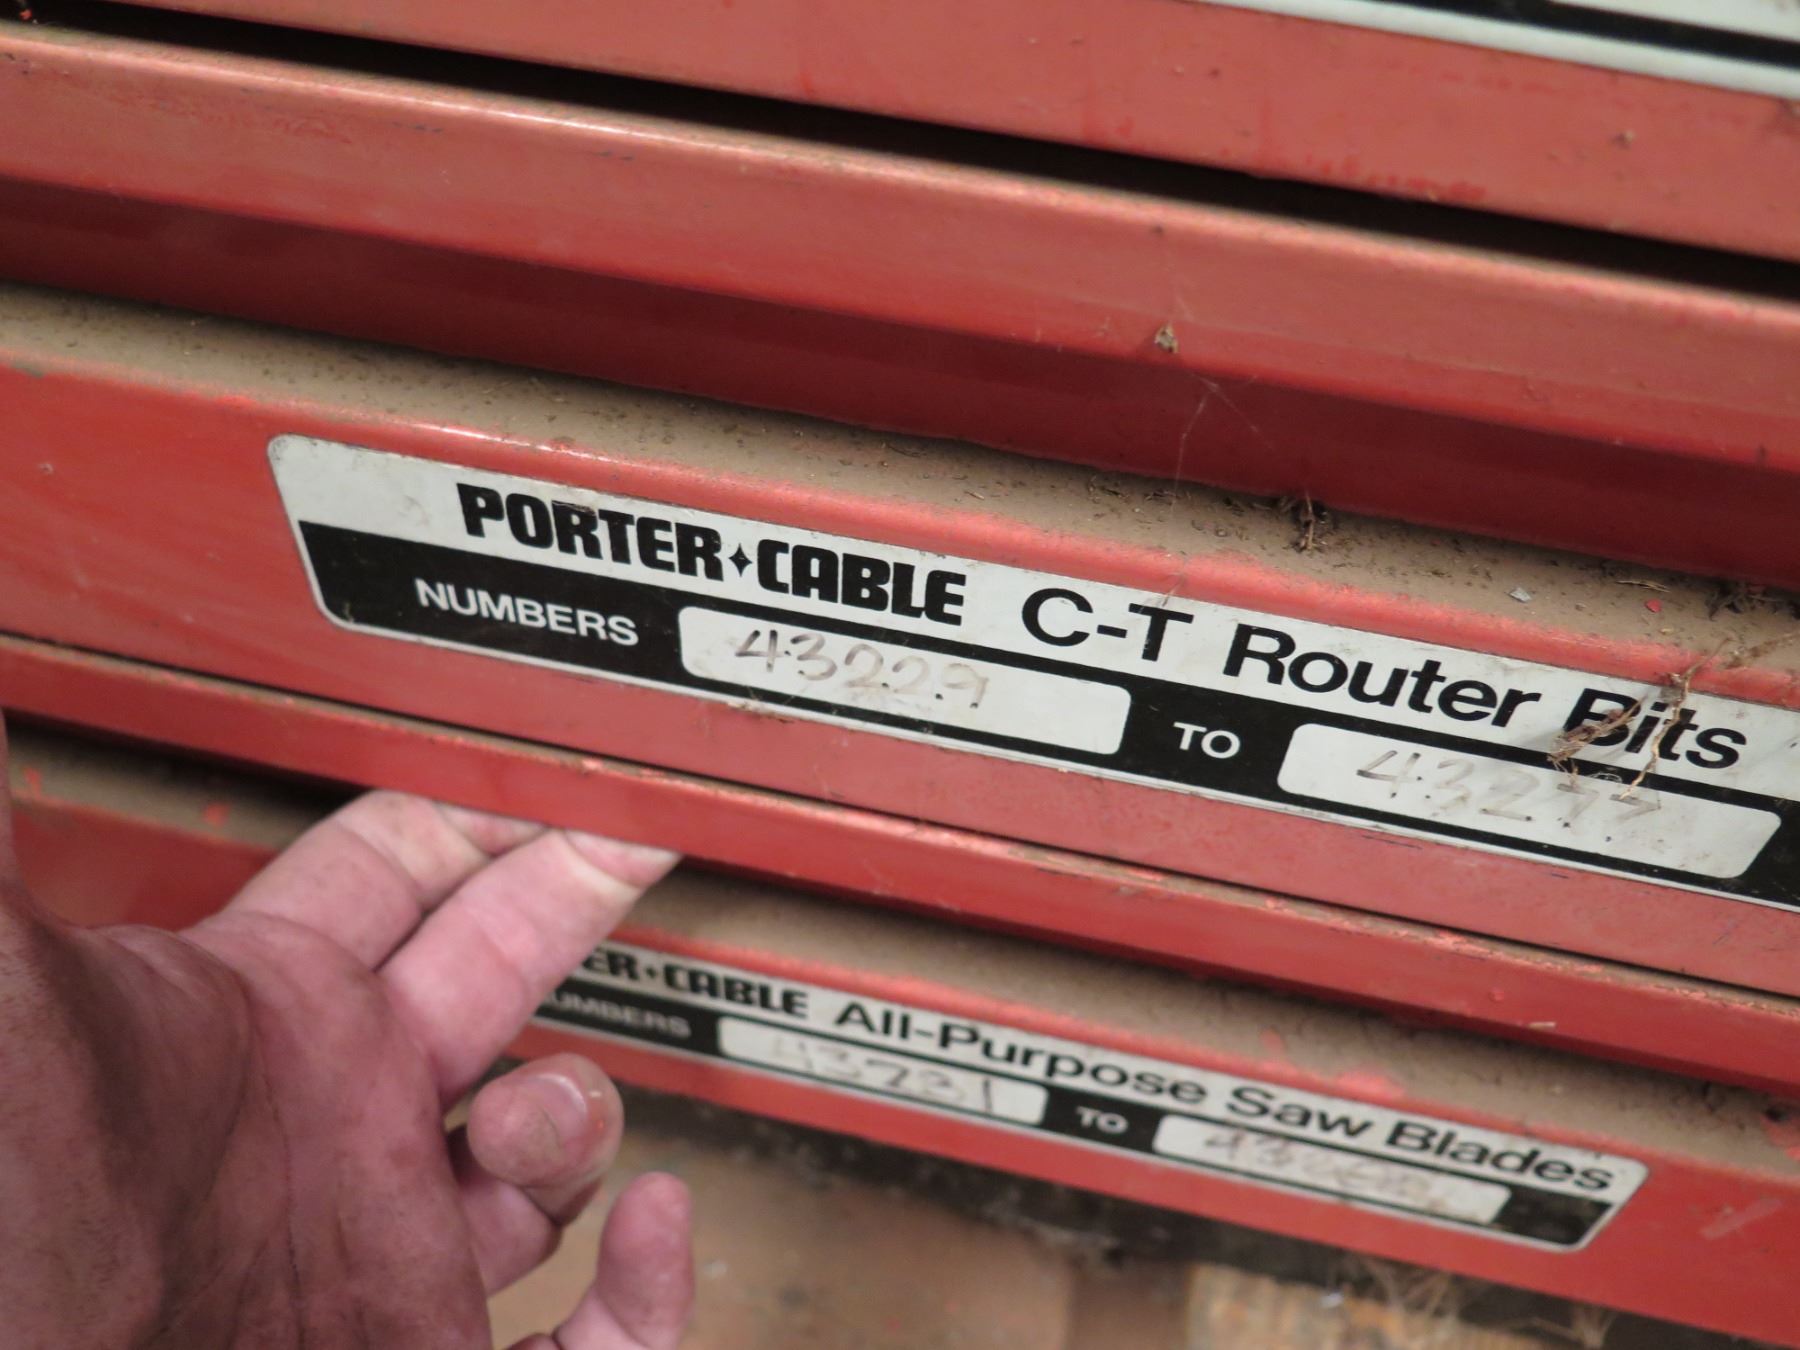 PORTER✦CABLE C-T Router Bits
NUMBERS 43229 TO 43277
ER✦CABLE All-Purpose Saw Blades
NUMBERS 43731 TO